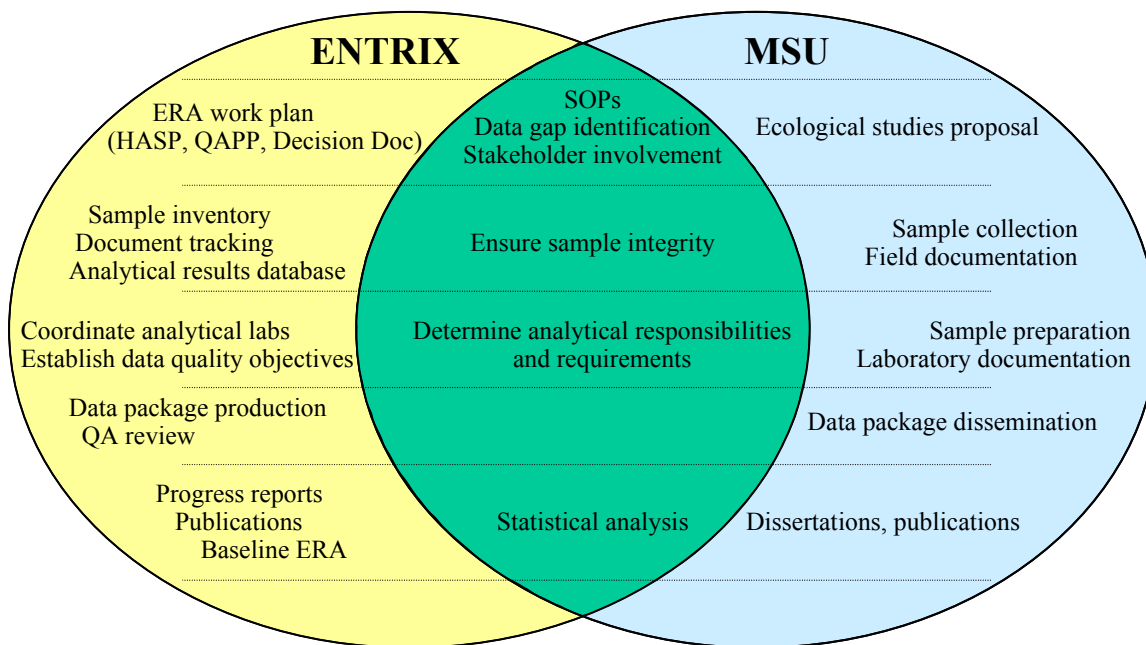 ENTRIX
MSU
ERA work plan
(HASP, QAPP, Decision Doc)
SOPs
Data gap identification
Stakeholder involvement
Ecological studies proposal
Sample inventory
Document tracking
Analytical results database
Ensure sample integrity
Sample collection
Field documentation
Coordinate analytical labs
Establish data quality objectives
Determine analytical responsibilities
and requirements
Sample preparation
Laboratory documentation
Data package production
QA review
Data package dissemination
Progress reports
Publications
Baseline ERA
Statistical analysis
Dissertations, publications